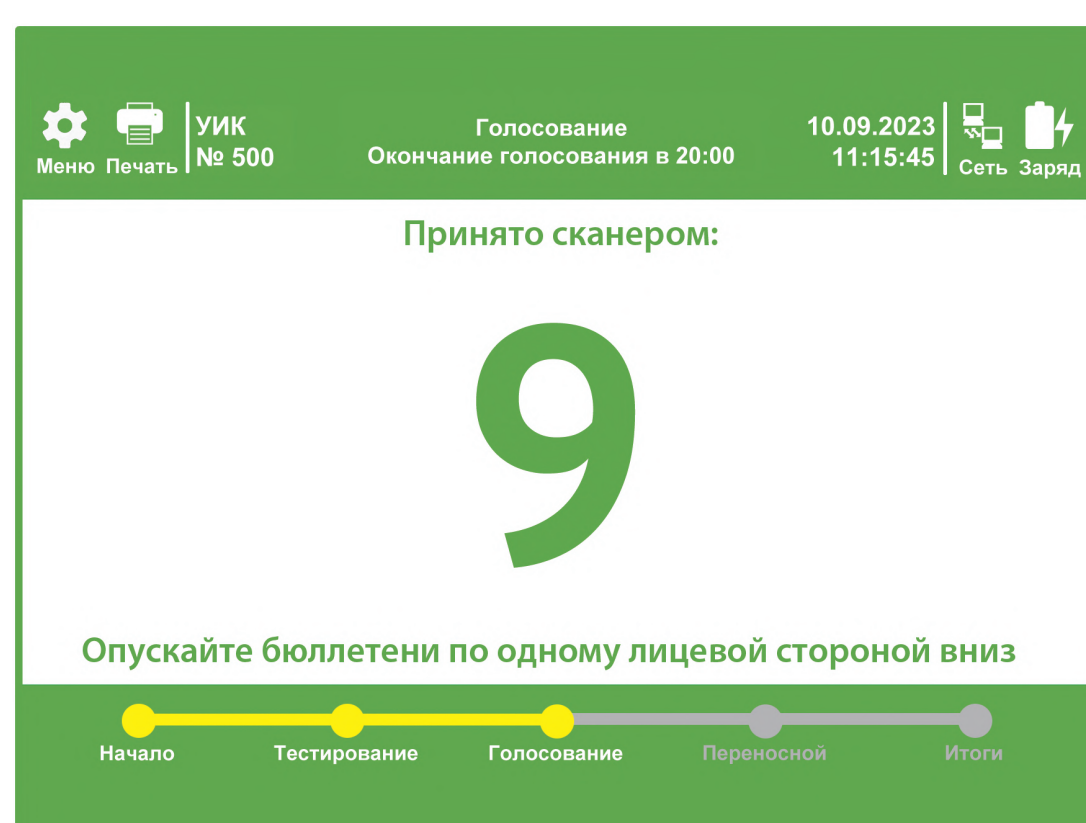 Меню Печать
УИК
№ 500
Голосование
Окончание голосования в 20:00
10.09.2023
11:15:45
Сеть Заряд
Принято сканером:
9
Опускайте бюллетени по одному лицевой стороной вниз
Начало Тестирование Голосование Переносной Итоги